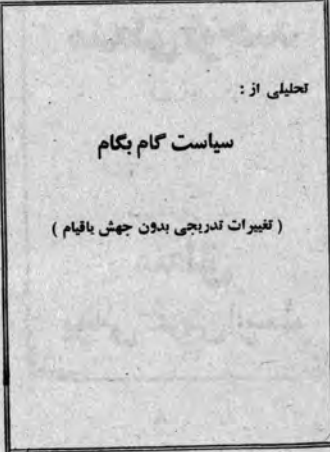 تحلیلی از :
سیاست گام بگام
( تغییرات تدریجی بدون جهش یاقیام )